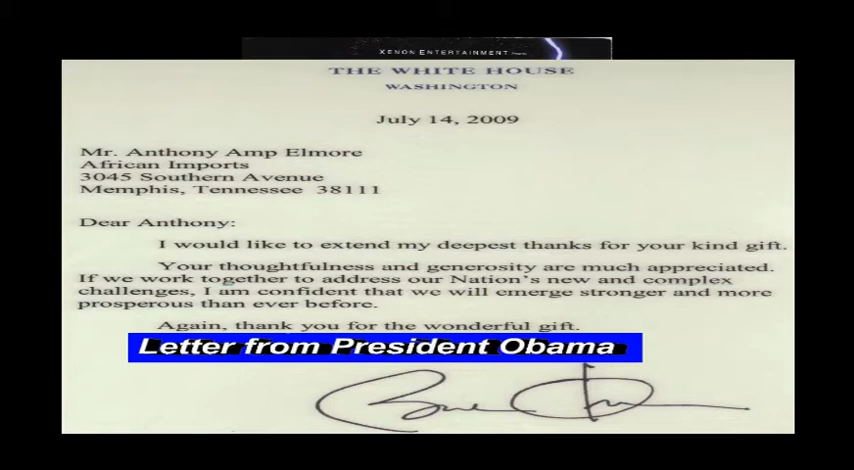 XENON ENTERTAINMENT
THE WHITE HOUSE
WASHINGTON
July 14, 2009
Mr. Anthony Amp Elmore
African Imports
3045 Southern Avenue
Memphis, Tennessee 38111
Dear Anthony:
I would like to extend my deepest thanks for your kind gift.
Your thoughtfulness and generosity are much appreciated.
If we work together to address our Nation's new and complex
challenges, I am confident that we will emerge stronger and more
prosperous than ever before.
Again, thank you for the wonderful gift.
Letter from President Obama